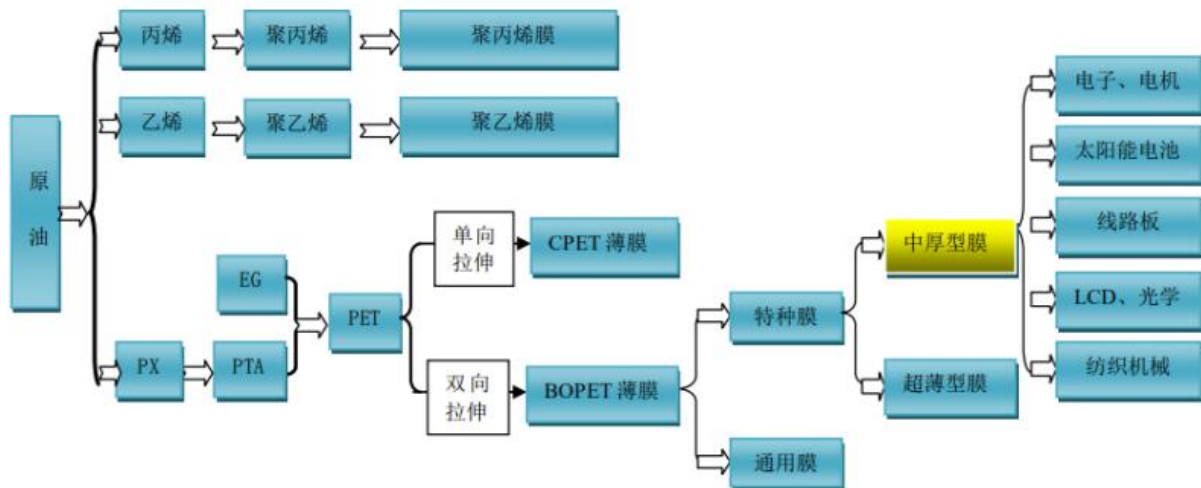 原油
丙烯
聚丙烯
聚丙烯膜
乙烯
聚乙烯
聚乙烯膜
PX
EG
PTA
PET
单向
拉伸
CPET 薄膜
双向
拉伸
BOPET 薄膜
特种膜
通用膜
中厚型膜
超薄型膜
电子、电机
太阳能电池
线路板
LCD、光学
纺织机械